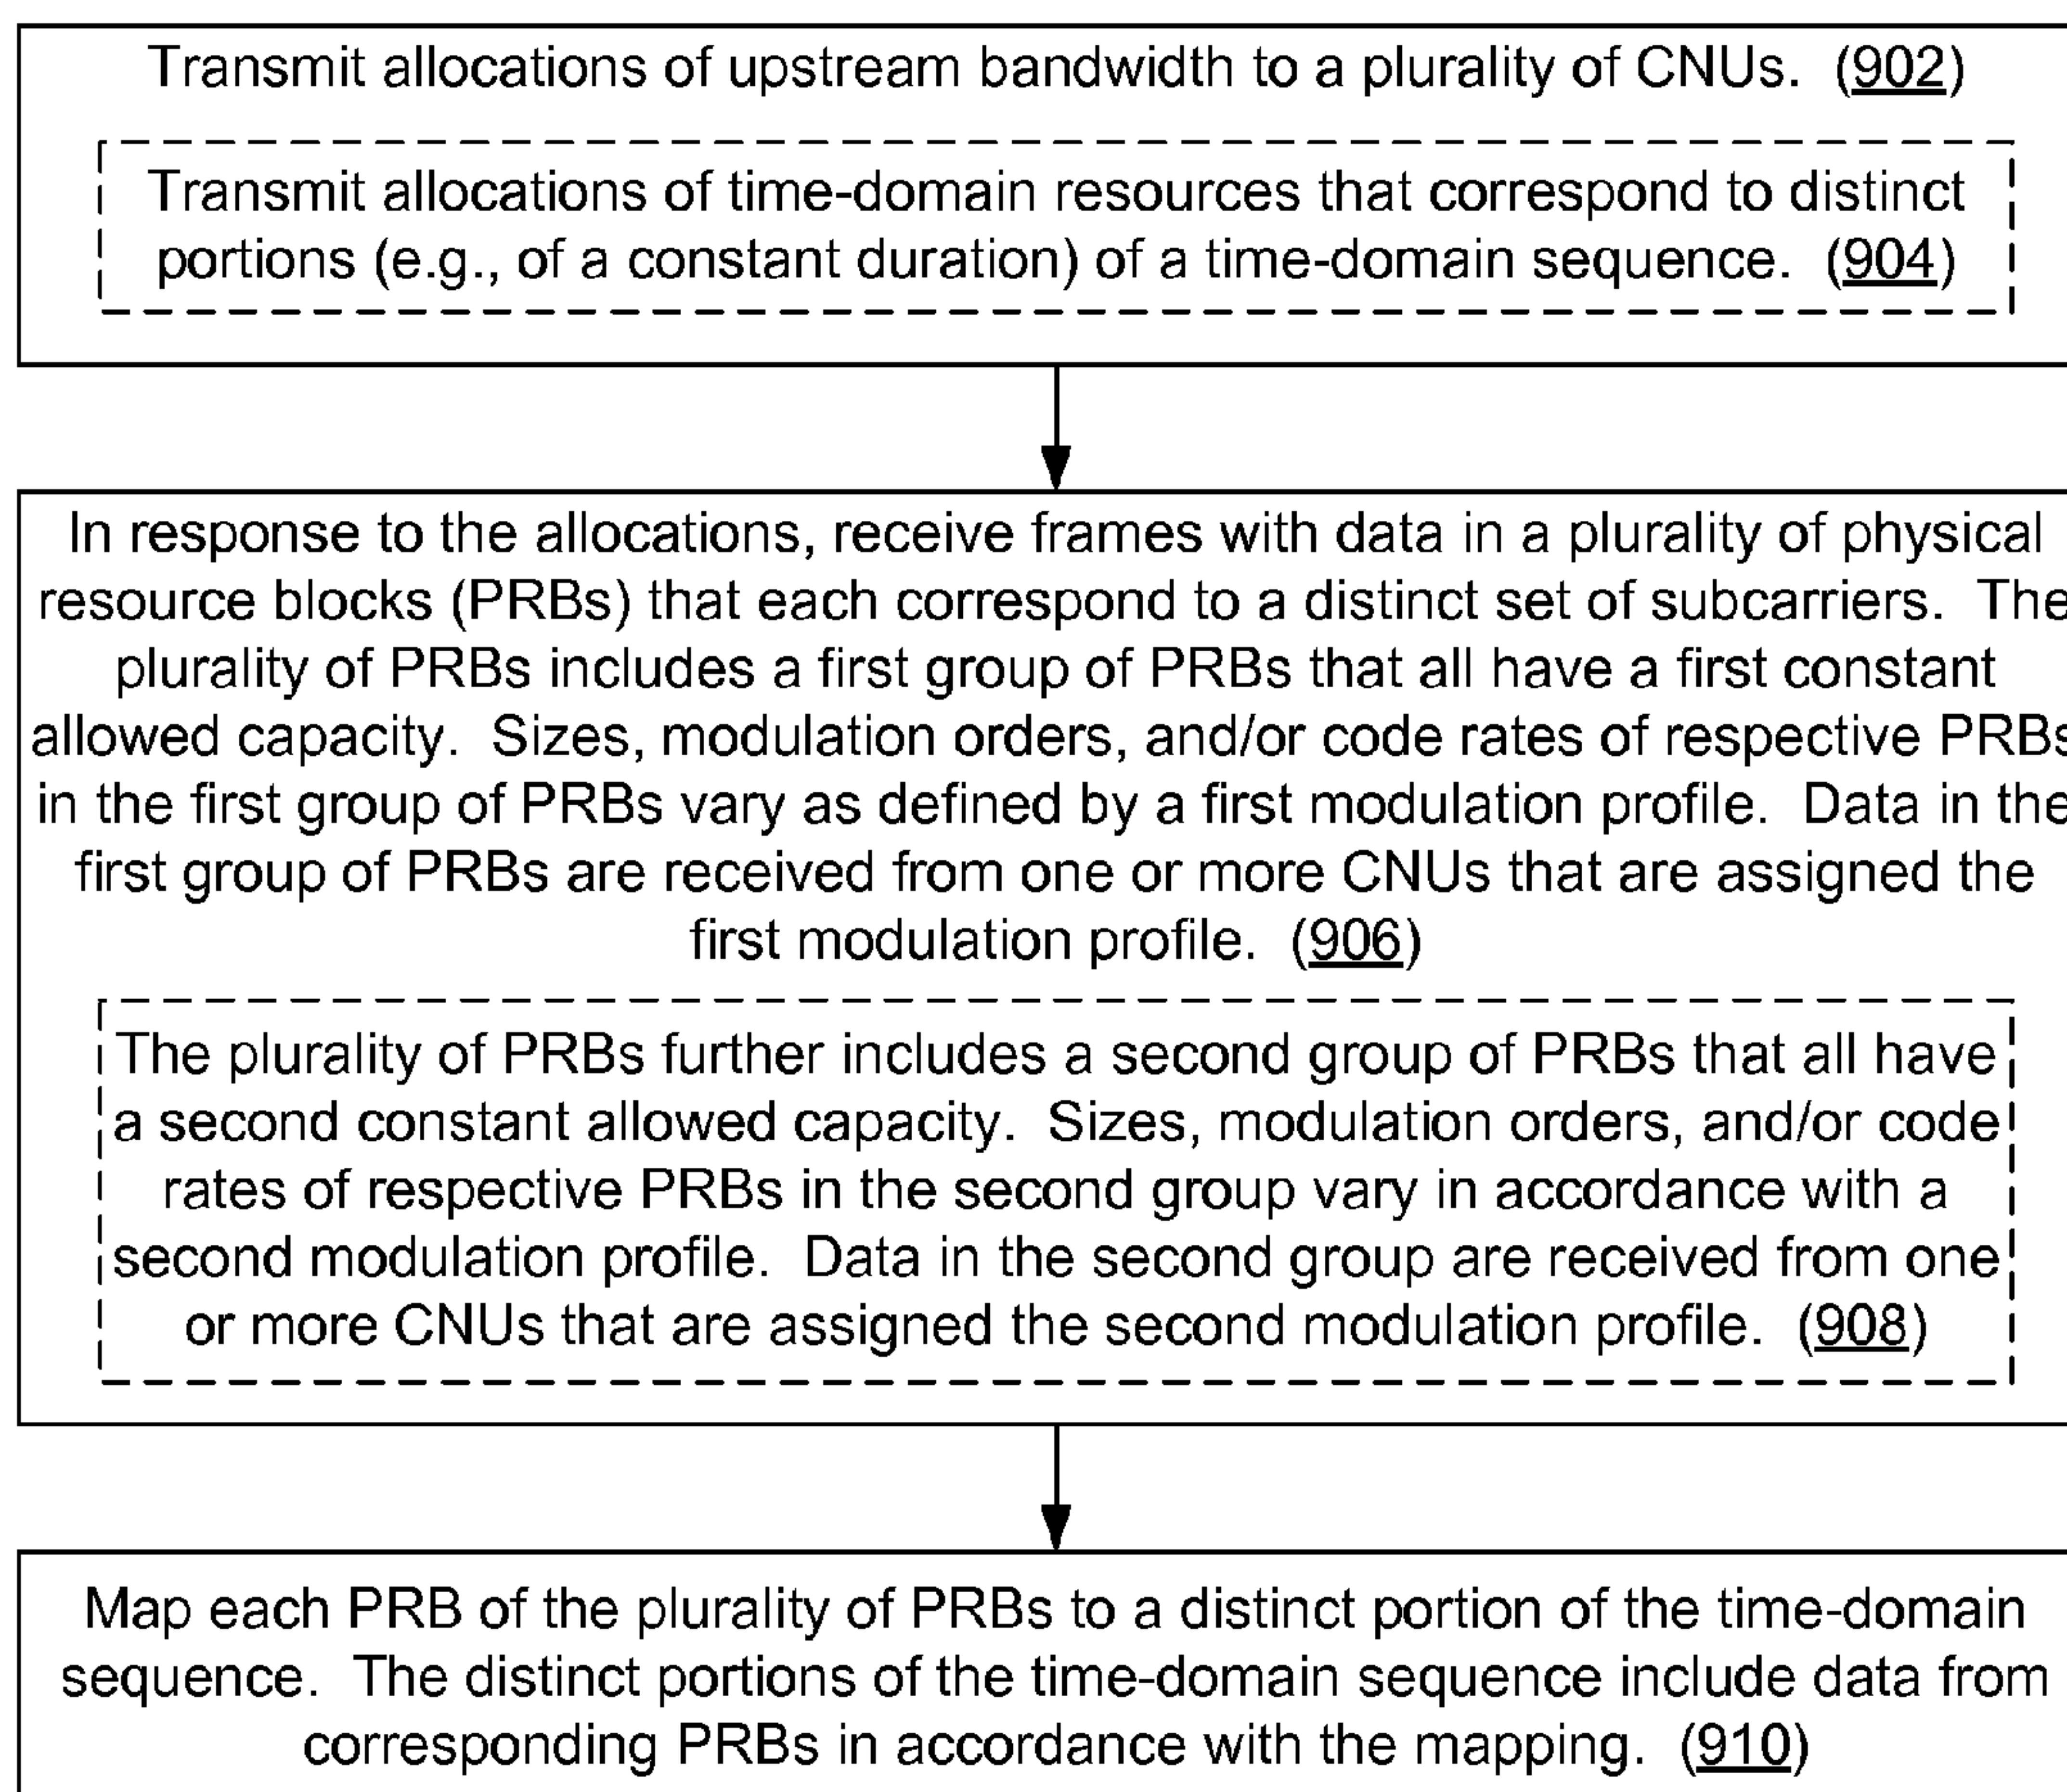 Transmit allocations of upstream bandwidth to a plurality of CNUs. (902)
Transmit allocations of time-domain resources that correspond to distinct
portions (e.g., of a constant duration) of a time-domain sequence. (904)
In response to the allocations, receive frames with data in a plurality of physical
resource blocks (PRBs) that each correspond to a distinct set of subcarriers. The
plurality of PRBs includes a first group of PRBs that all have a first constant
allowed capacity. Sizes, modulation orders, and/or code rates of respective PRBs
in the first group of PRBs vary as defined by a first modulation profile. Data in the
first group of PRBs are received from one or more CNUs that are assigned the
first modulation profile. (906)
The plurality of PRBs further includes a second group of PRBs that all have
a second constant allowed capacity. Sizes, modulation orders, and/or code
rates of respective PRBs in the second group vary in accordance with a
second modulation profile. Data in the second group are received from one
or more CNUs that are assigned the second modulation profile. (908)
Map each PRB of the plurality of PRBs to a distinct portion of the time-domain
sequence. The distinct portions of the time-domain sequence include data from
corresponding PRBs in accordance with the mapping. (910)